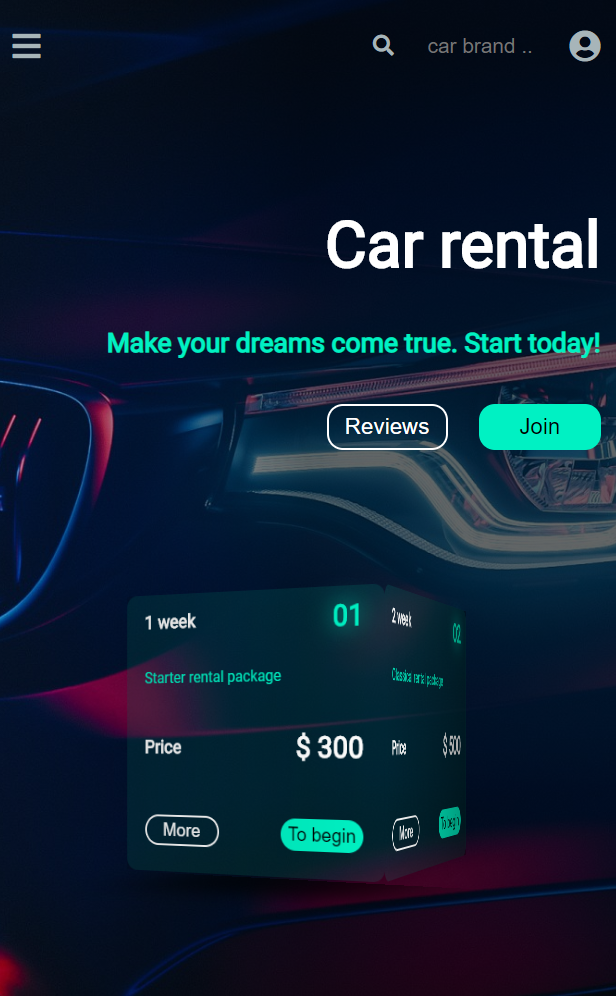 car brand ..
Car rental
Make your dreams come true. Start today!
Reviews
Join
1 week
01
Starter rental package
Price
$ 300
More
To begin
2 week
02
Classica rental package
Price
$ 500
More
To begin